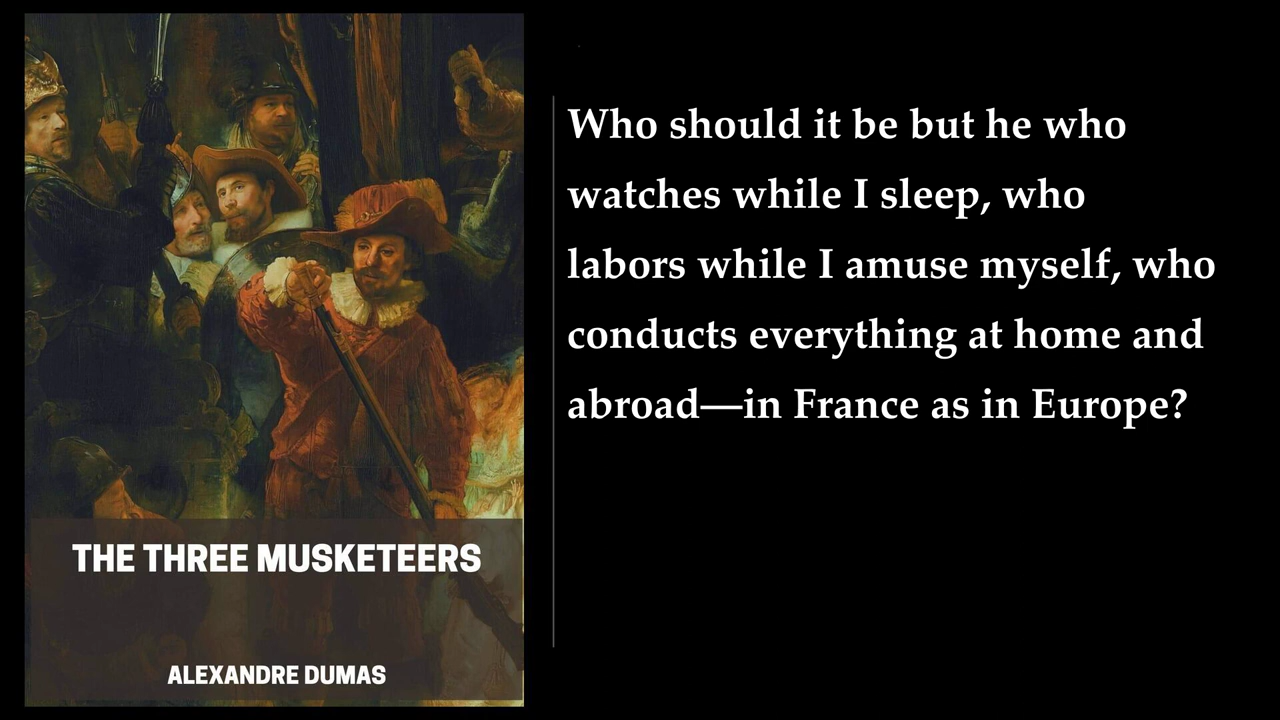 THE THREE MUSKETEERS
ALEXANDRE DUMAS
Who should it be but he who
watches while I sleep, who
labors while I amuse myself, who
conducts everything at home and
abroad—in France as in Europe?